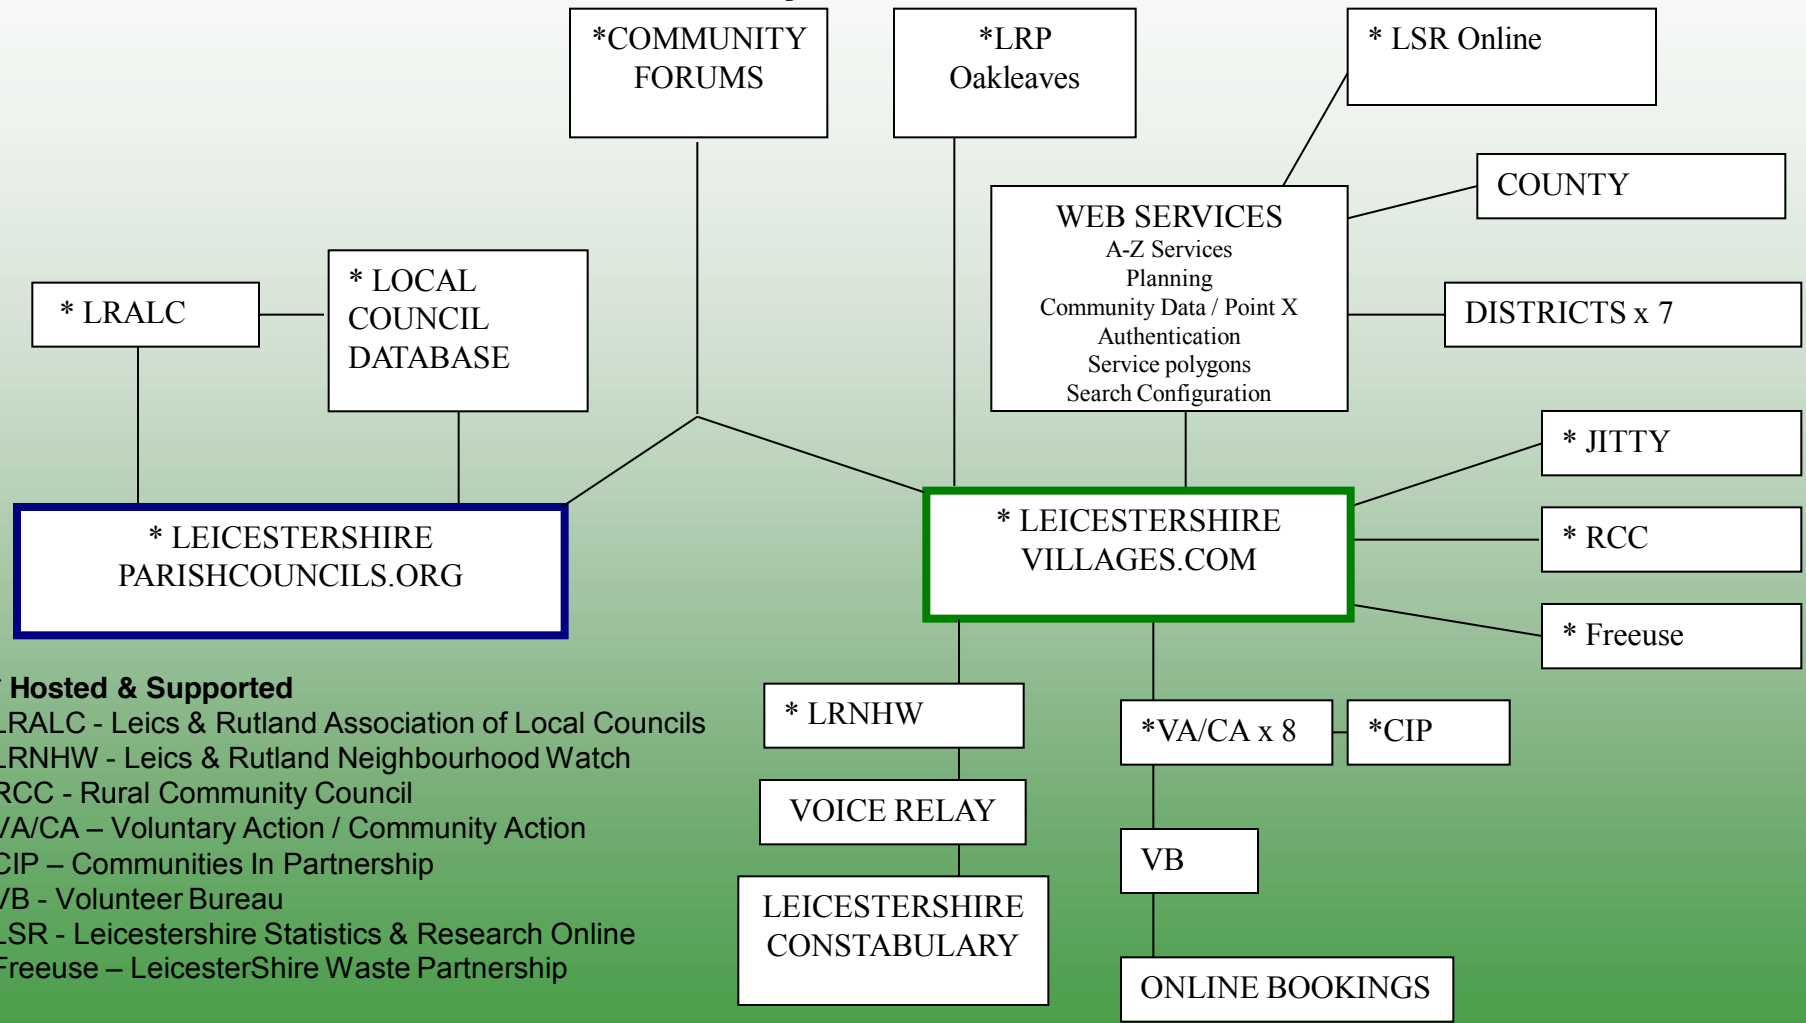 *COMMUNITY
FORUMS
*LRP
Oakleaves
* LSR Online
COUNTY
WEB SERVICES
A-Z Services
Planning
Community Data / Point X
Authentication
Service polygons
Search Configuration
DISTRICTS x 7
* LRALC
* LOCAL
COUNCIL
DATABASE
* JITTY
* LEICESTERSHIRE
PARISHCOUNCILS.ORG
* LEICESTERSHIRE
VILLAGES.COM
* RCC
* Freeuse
* Hosted & Supported
LRALC - Leics & Rutland Association of Local Councils
LRNHW - Leics & Rutland Neighbourhood Watch
RCC - Rural Community Council
VA/CA – Voluntary Action / Community Action
CIP – Communities In Partnership
VB - Volunteer Bureau
LSR - Leicestershire Statistics & Research Online
Freeuse – LeicesterShire Waste Partnership
* LRNHW
*VA/CA x 8
*CIP
VOICE RELAY
VB
LEICESTERSHIRE
CONSTABULARY
ONLINE BOOKINGS